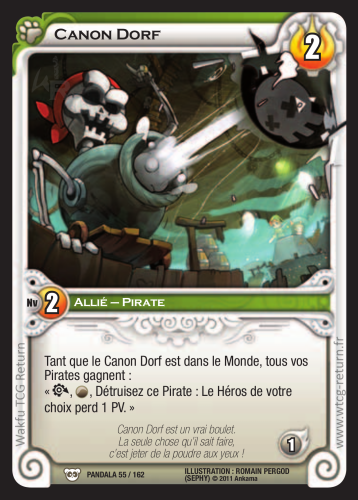 Canon Dorf
2
Nv 2 Allié – Pirate
Tant que le Canon Dorf est dans le Monde, tous vos
Pirates gagnent :
« , , Détruisez ce Pirate : Le Héros de votre
choix perd 1 PV. »
Canon Dorf est un vrai boulet.
La seule chose qu'il sait faire,
c'est jeter de la poudre aux yeux !
1
PANDALA 55 / 162
ILLUSTRATION : ROMAIN PERGOD
(SEPHY) © 2011 Ankama
Wakfu TCG Return
www.wtcg-return.fr